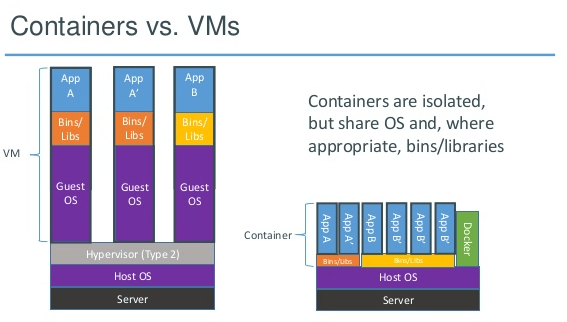 Containers vs. VMs
App
A
App
A’
App
B
Bins/
Libs
Bins/
Libs
Bins/
Libs
VM
Guest
OS
Guest
OS
Guest
OS
Hypervisor (Type 2)
Host OS
Server
Containers are isolated,
but share OS and, where
appropriate, bins/libraries
Container
App A
App A’
App B
App B’
App B’
App B’
Docker
Bins/Libs
Bins/Libs
Host OS
Server